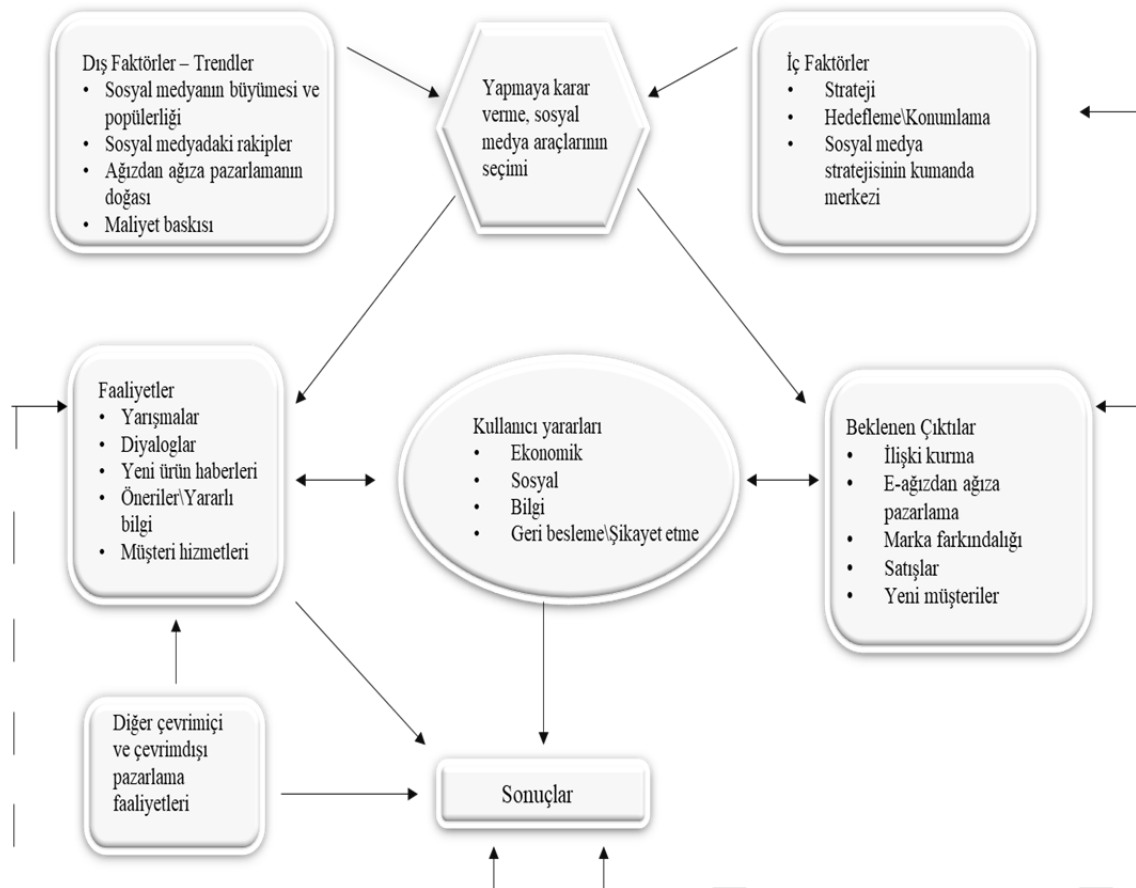 Dış Faktörler – Trendler
• Sosyal medyanın büyümesi ve
popülerliği
• Sosyal medyadaki rakipler
• Ağızdan ağıza pazarlamanın
doğası
• Maliyet baskısı
Yapmaya karar
verme, sosyal
medya araçlarının
seçimi
İç Faktörler
• Strateji
• Hedefleme\Konumlama
• Sosyal medya
stratejisinin kumanda
merkezi
Faaliyetler
• Yarışmalar
• Diyaloglar
• Yeni ürün haberleri
• Öneriler\Yararlı
bilgi
• Müşteri hizmetleri
Kullanıcı yararları
• Ekonomik
• Sosyal
• Bilgi
• Geri besleme\Şikayet etme
Beklenen Çıktılar
• İlişki kurma
• E-ağızdan ağıza
pazarlama
• Marka farkındalığı
• Satışlar
• Yeni müşteriler
Diğer çevrimiçi
ve çevrimdışı
pazarlama
faaliyetleri
Sonuçlar